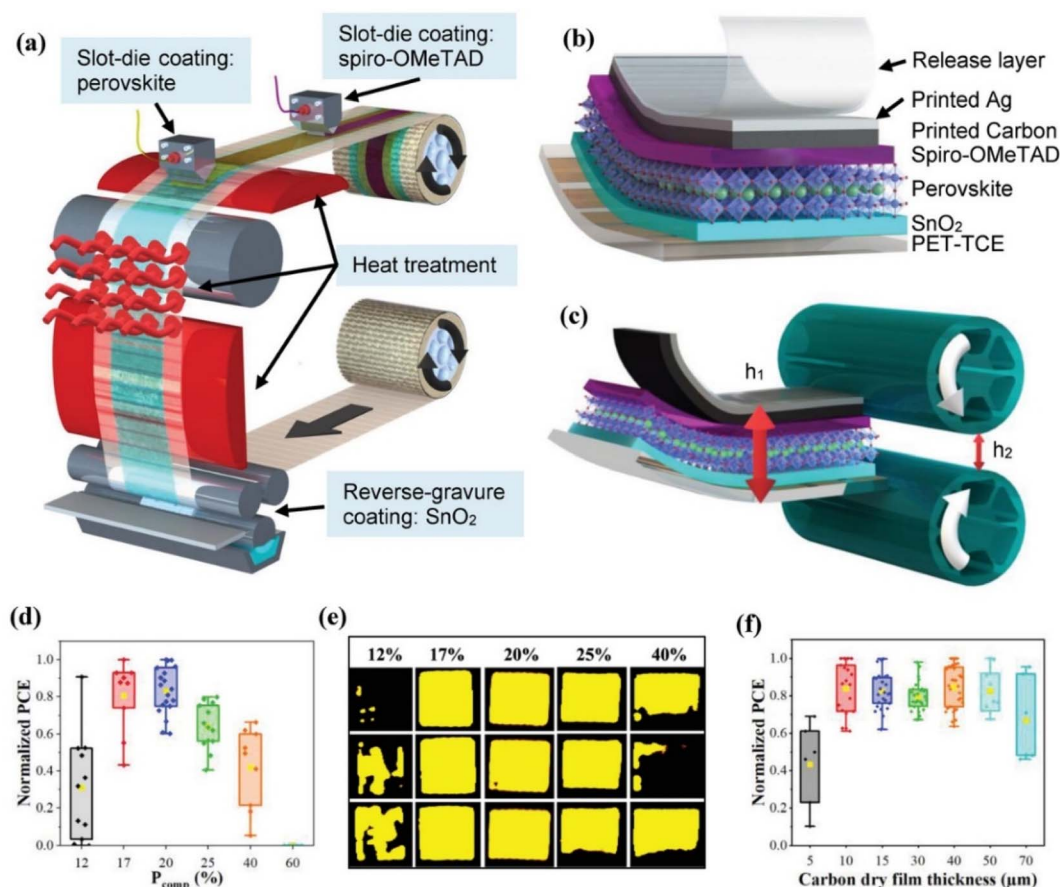 (a)
Slot-die coating:
spiro-OMeTAD
Slot-die coating:
perovskite
Heat treatment
Reverse-gravure
coating: SnO₂
(b)
Release layer
Printed Ag
Printed Carbon
Spiro-OMeTAD
Perovskite
SnO₂
PET-TCE
(c)
h₁
h₂
(d)
Normalized PCE
1.0
0.8
0.6
0.4
0.2
0.0
12 17 20 25 40 60
P_comp (%)
(e)
12% 17% 20% 25% 40%
(f)
Normalized PCE
1.0
0.8
0.6
0.4
0.2
0.0
5 10 15 30 40 50 70
Carbon dry film thickness (µm)